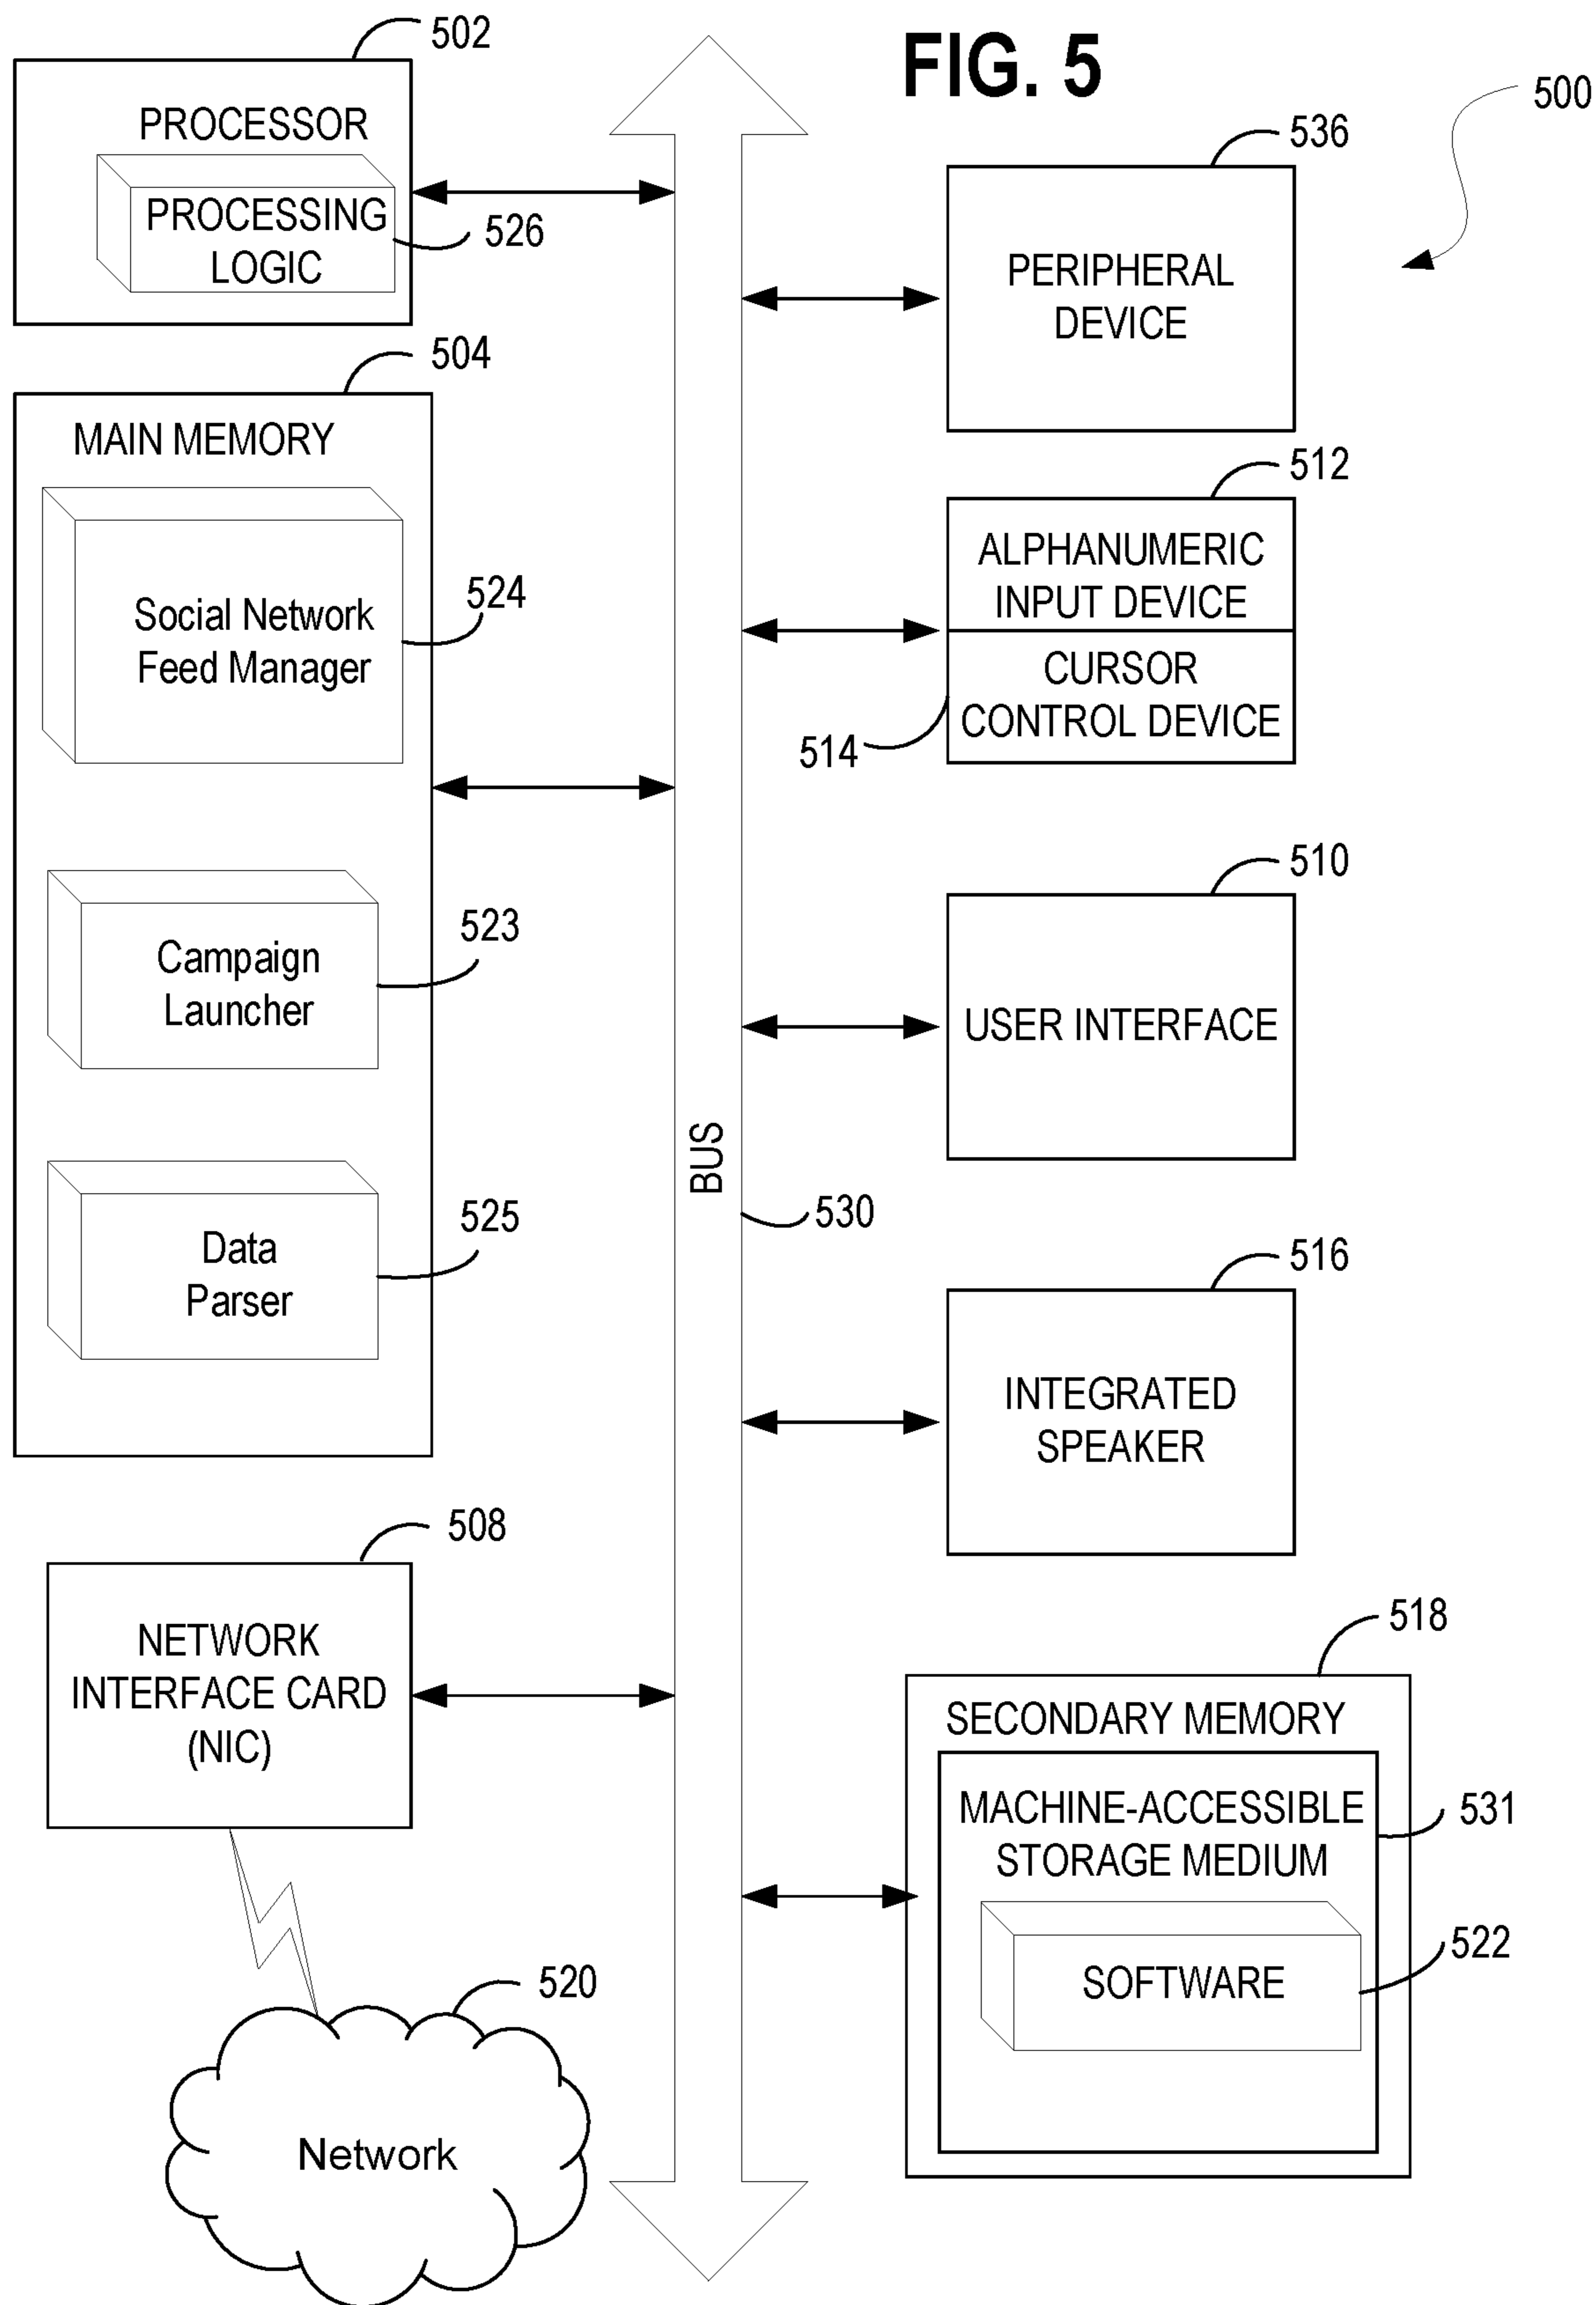 FIG. 5
500
502
PROCESSOR
PROCESSING
LOGIC
526
504
MAIN MEMORY
Social Network
Feed Manager
524
Campaign
Launcher
523
Data
Parser
525
508
NETWORK
INTERFACE CARD
(NIC)
520
Network
BUS
530
536
PERIPHERAL
DEVICE
512
ALPHANUMERIC
INPUT DEVICE
CURSOR
CONTROL DEVICE
514
510
USER INTERFACE
516
INTEGRATED
SPEAKER
518
SECONDARY MEMORY
MACHINE-ACCESSIBLE
STORAGE MEDIUM
531
SOFTWARE
522